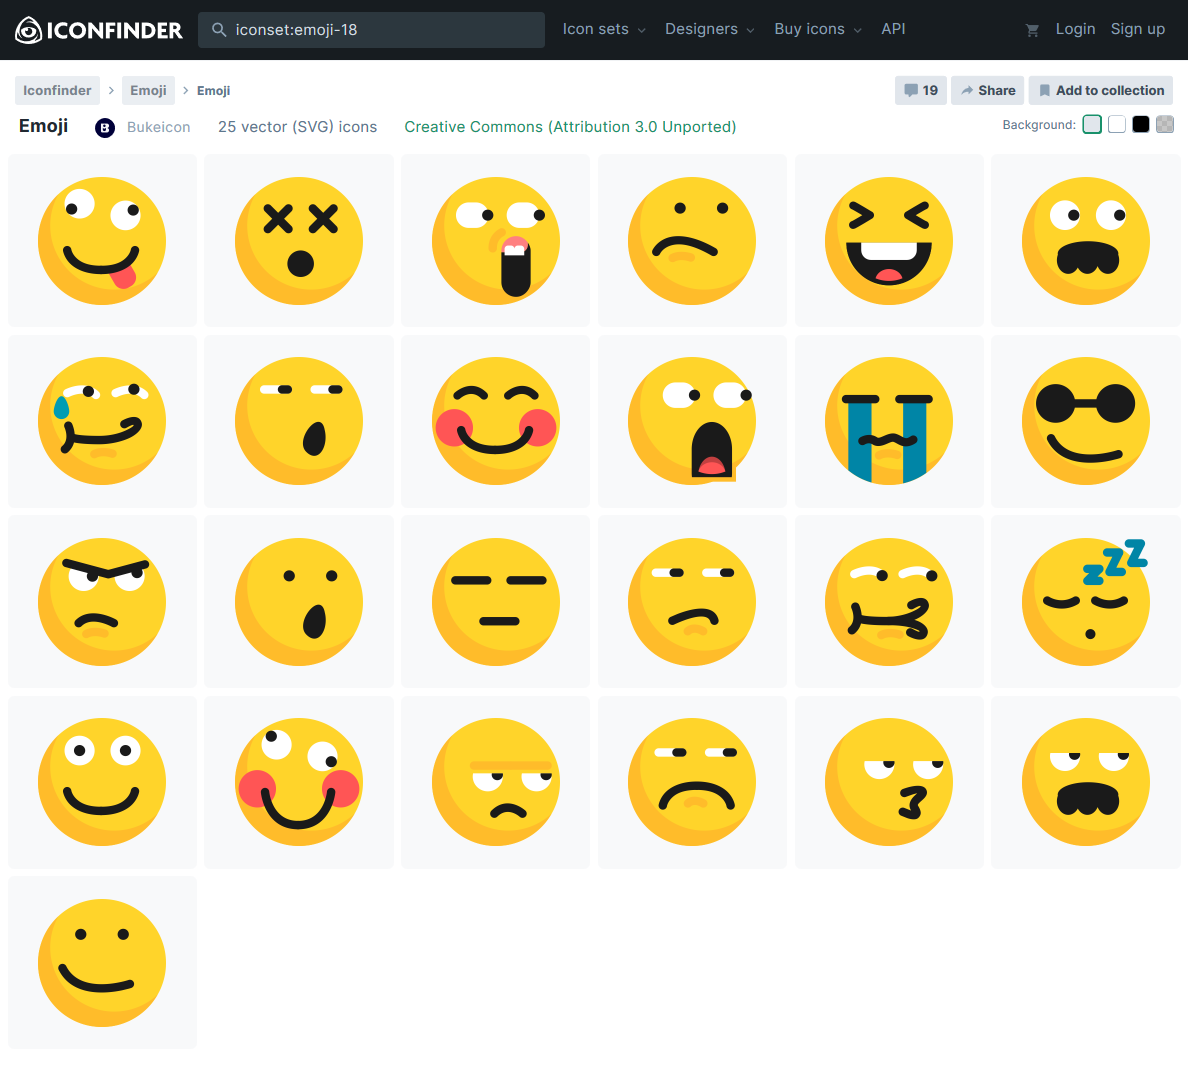 ICONFINDER iconset:emoji-18 Icon sets Designers Buy icons API Login Sign up
Iconfinder Emoji Emoji 19 Share Add to collection
Emoji B Bukeicon 25 vector (SVG) icons Creative Commons (Attribution 3.0 Unported) Background:
zzz